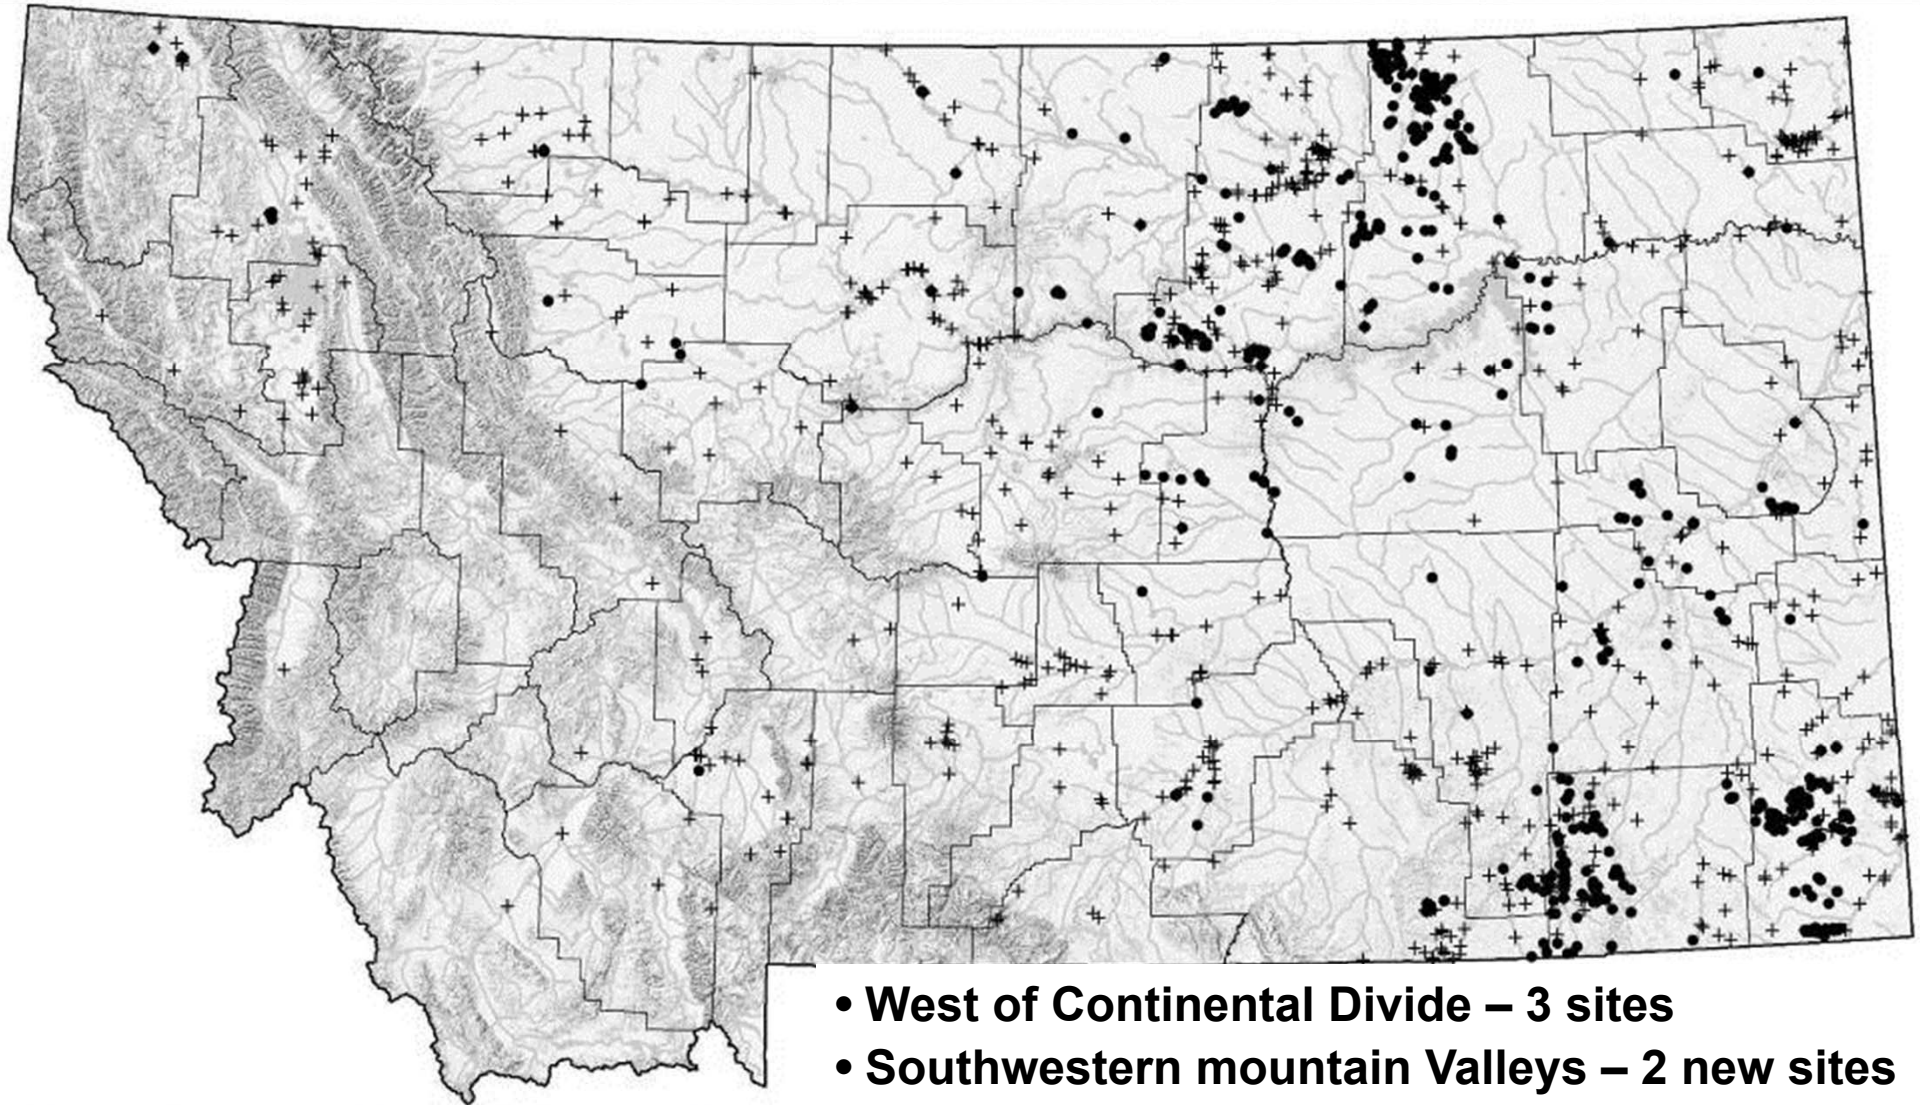 • West of Continental Divide – 3 sites
• Southwestern mountain Valleys – 2 new sites